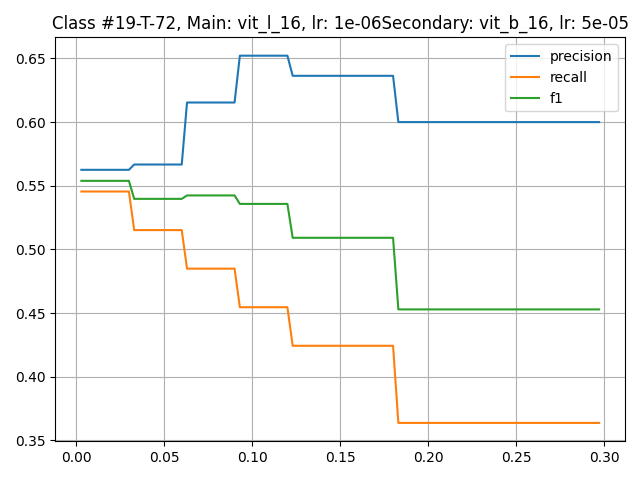 Class #19-T-72, Main: vit_l_16, lr: 1e-06Secondary: vit_b_16, lr: 5e-05
precision
recall
f1
0.65
0.60
0.55
0.50
0.45
0.40
0.35
0.00 0.05 0.10 0.15 0.20 0.25 0.30